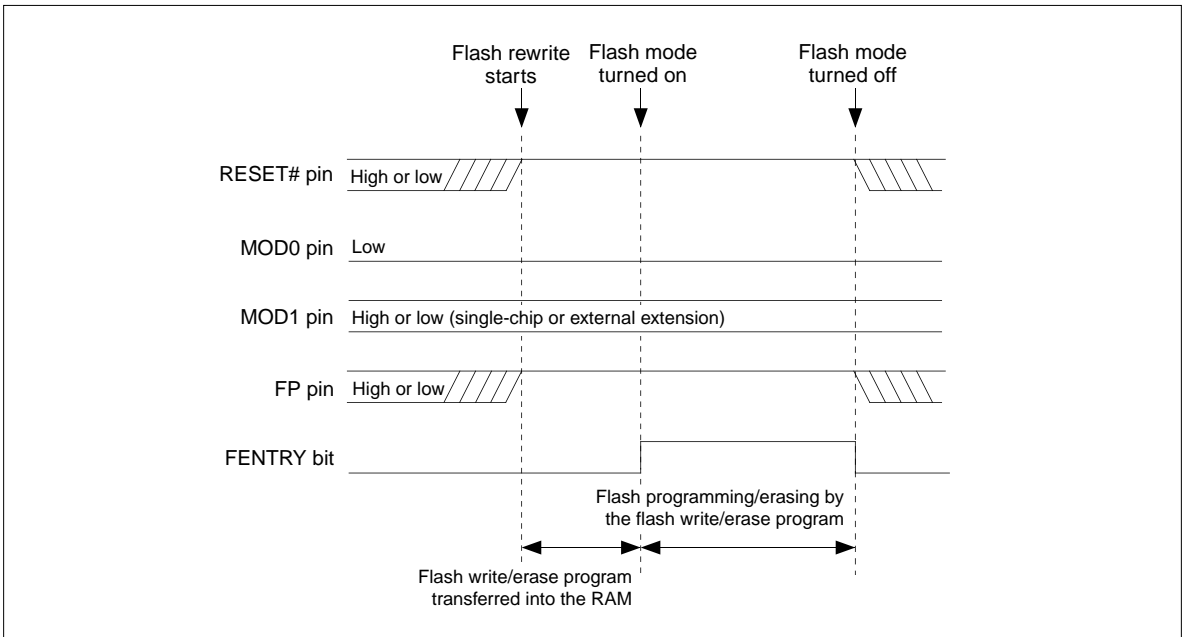 Flash rewrite starts
Flash mode turned on
Flash mode turned off
RESET# pin
High or low
MOD0 pin
Low
MOD1 pin
High or low (single-chip or external extension)
FP pin
High or low
FENTRY bit
Flash programming/erasing by
the flash write/erase program
Flash write/erase program
transferred into the RAM